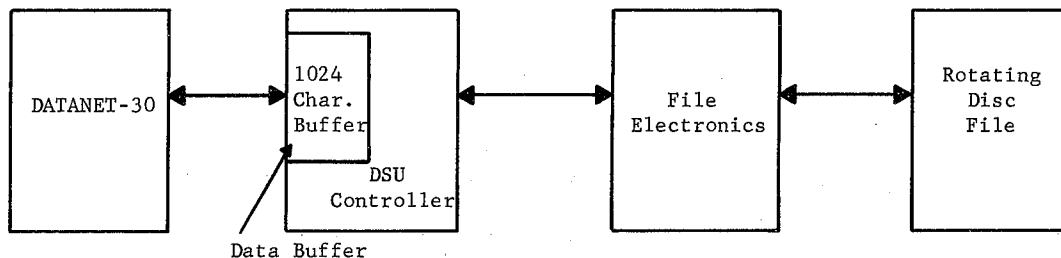 DATANET-30
1024
Char.
Buffer
DSU
Controller
Data Buffer
File
Electronics
Rotating
Disc
File